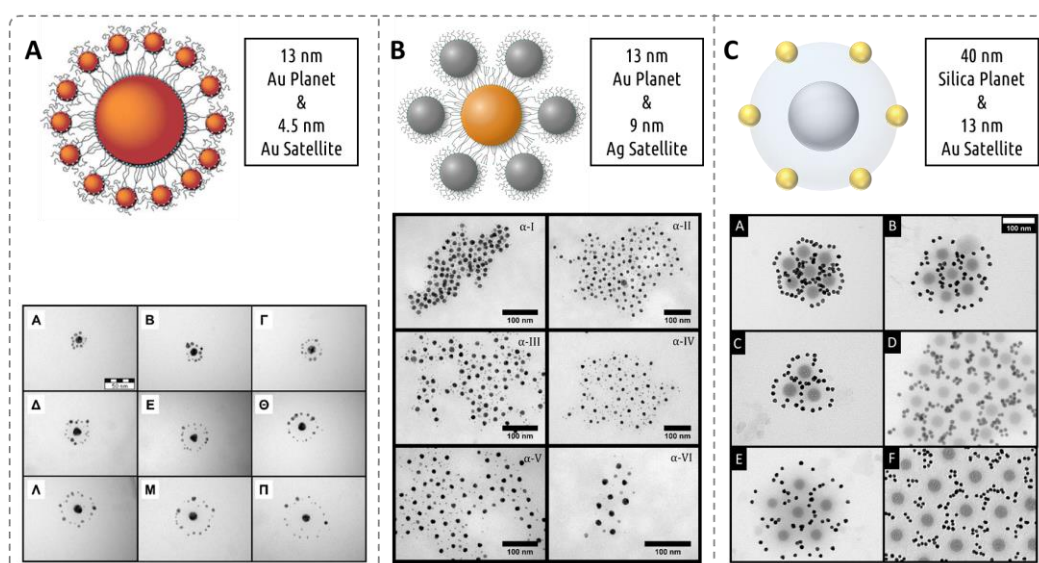 A
13 nm
Au Planet
&
4.5 nm
Au Satellite
B
13 nm
Au Planet
&
9 nm
Ag Satellite
C
40 nm
Silica Planet
&
13 nm
Au Satellite
Α
Β
Γ
50 nm
Δ
Ε
Θ
Λ
Μ
Π
α-I
100 nm
α-II
100 nm
α-III
100 nm
α-IV
100 nm
α-V
100 nm
α-VI
100 nm
A
B
100 nm
C
D
E
F